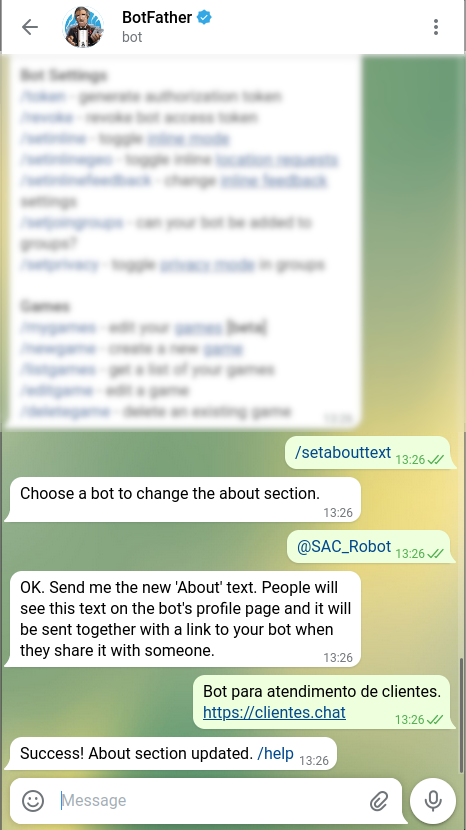 BotFather
bot
Bot Settings
/token - generate authorization token
/revoke - revoke bot access token
/setinline - toggle inline mode
/setinlinegeo - toggle inline location requests
/setinlinefeedback - change inline feedback
settings
/setjoingroups - can your bot be added to
groups?
/setprivacy - toggle privacy mode in groups
Games
/mygames - edit your games [beta]
/newgame - create a new game
/listgames - get a list of your games
/editgame - edit a game
/deletegame - delete an existing game
13:26
/setabouttext 13:26
Choose a bot to change the about section.
13:26
@SAC_Robot 13:26
OK. Send me the new 'About' text. People will
see this text on the bot's profile page and it will
be sent together with a link to your bot when
they share it with someone.
13:26
Bot para atendimento de clientes.
https://clientes.chat
13:26
Success! About section updated. /help 13:26
Message